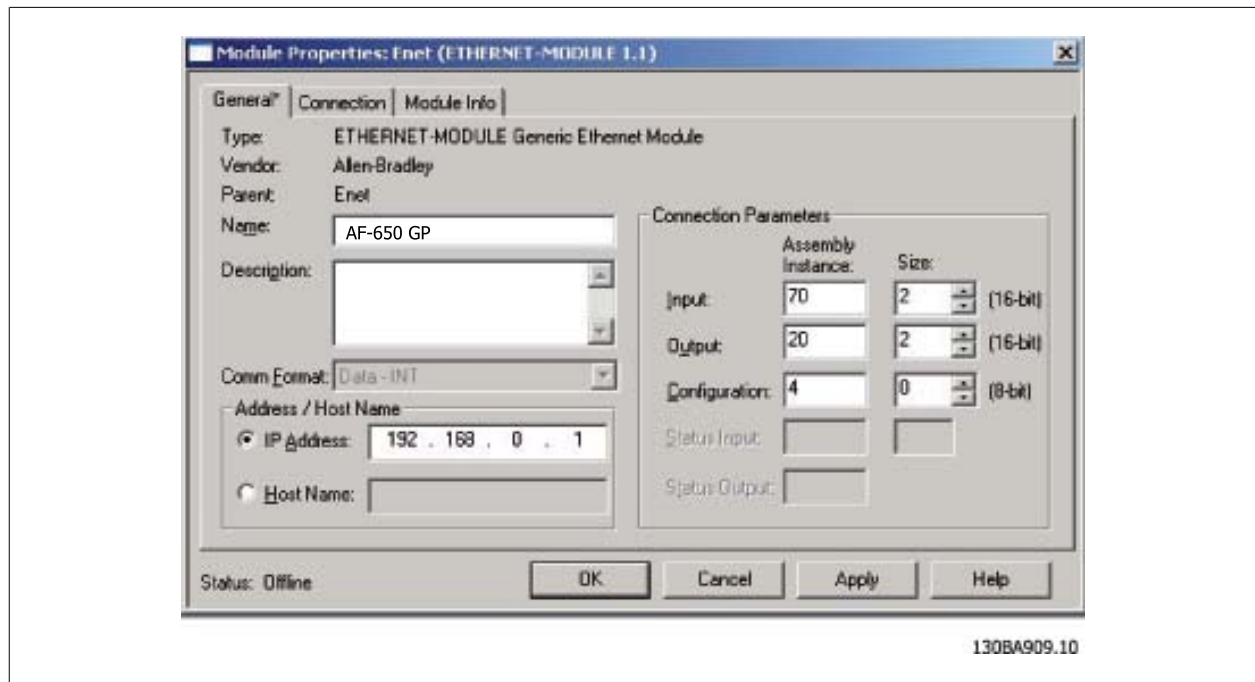 Module Properties: Enet (ETHERNET-MODULE 1.1)
General* Connection Module Info
Type: ETHERNET-MODULE Generic Ethernet Module
Vendor: Allen-Bradley
Parent: Enet
Name: AF-650 GP
Description:
Comm Format: Data - INT
Address / Host Name
IP Address: 192 . 168 . 0 . 1
Host Name:
Connection Parameters
Assembly
Instance: Size:
Input: 70 2 (16-bit)
Output: 20 2 (16-bit)
Configuration: 4 0 (8-bit)
Status Input:
Status Output:
Status: Offline
OK Cancel Apply Help
130BA909.10